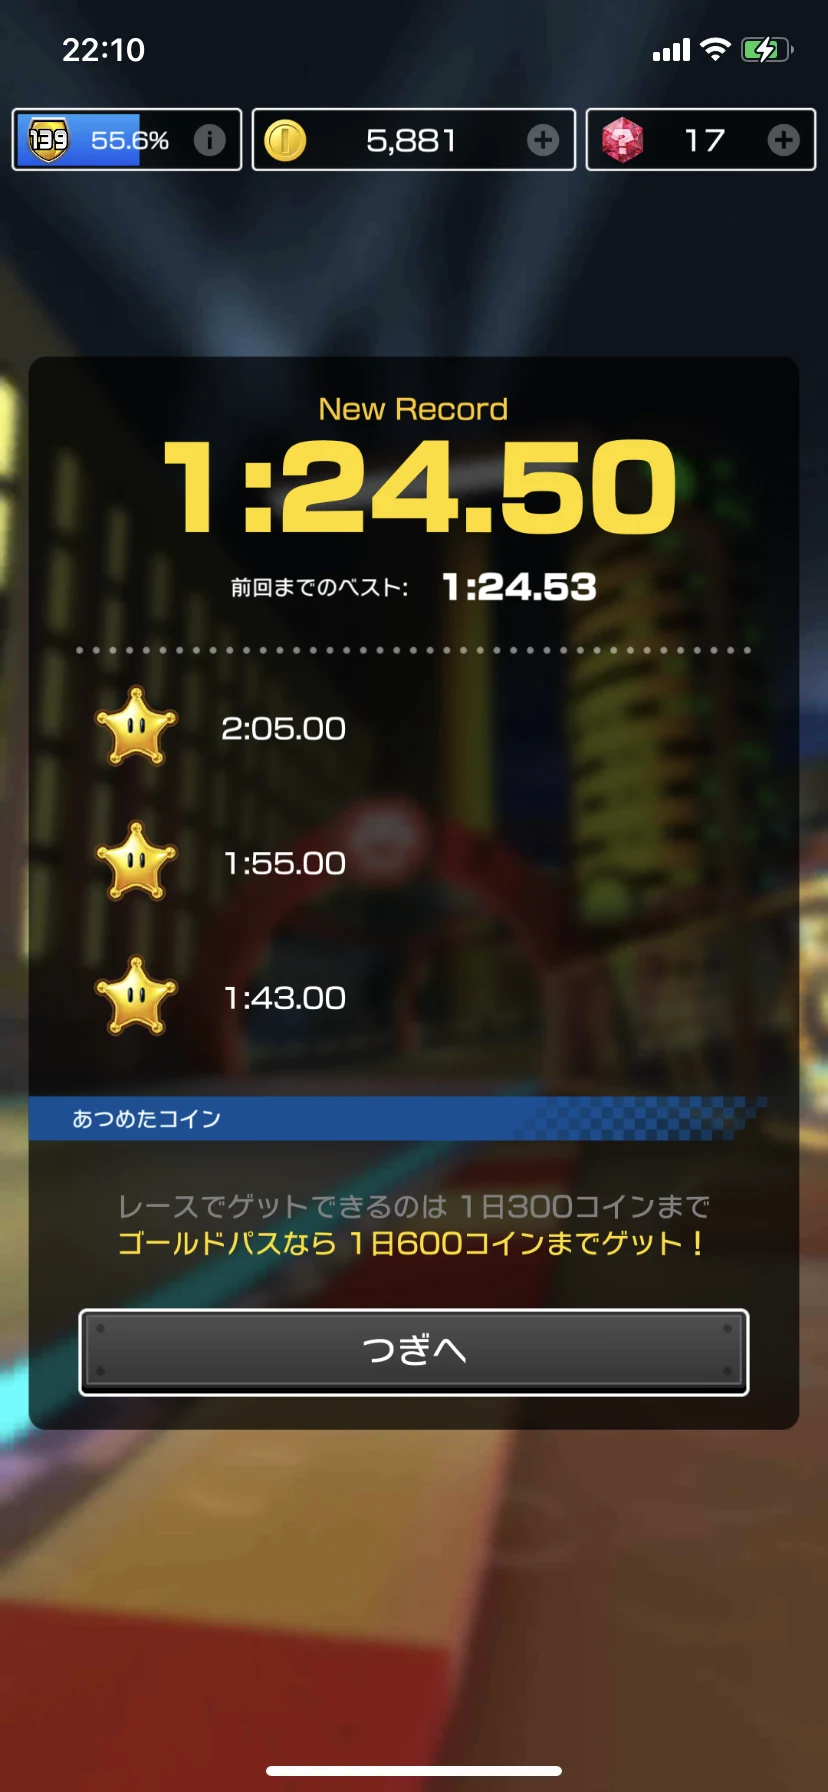 22:10
139 55.6% i 5,881 + 17 +
New Record
1:24.50
前回までのベスト: 1:24.53
2:05.00
1:55.00
1:43.00
あつめたコイン
レースでゲットできるのは 1日300コインまで
ゴールドパスなら 1日600コインまでゲット！
つぎへ